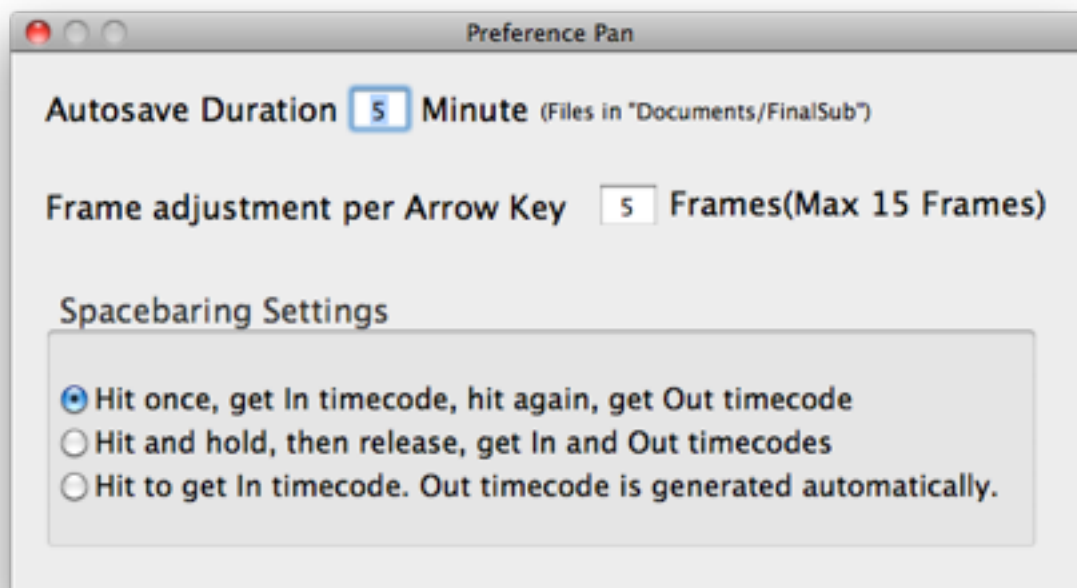 Preference Pan
Autosave Duration 5 Minute (Files in "Documents/FinalSub")
Frame adjustment per Arrow Key 5 Frames(Max 15 Frames)
Spacebaring Settings
Hit once, get In timecode, hit again, get Out timecode
Hit and hold, then release, get In and Out timecodes
Hit to get In timecode. Out timecode is generated automatically.